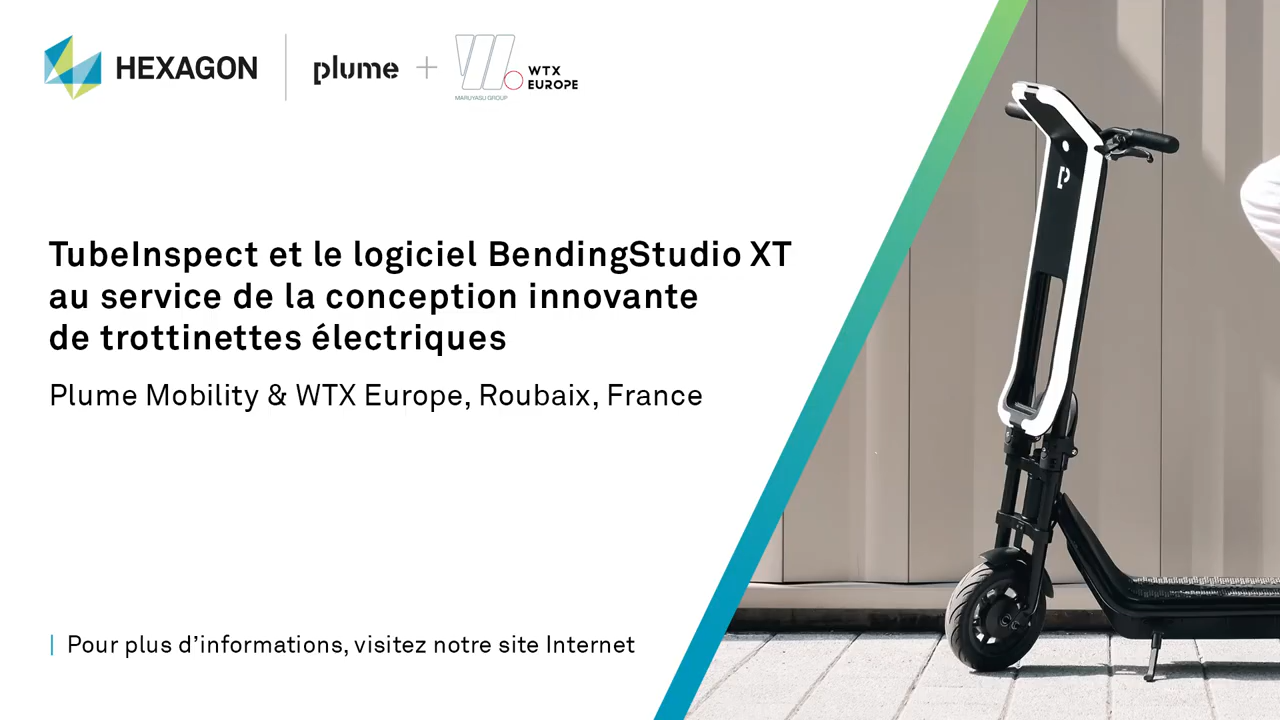 HEXAGON
plume +
WTX
EUROPE
MARUYASU GROUP
TubeInspect et le logiciel BendingStudio XT
au service de la conception innovante
de trottinettes électriques
Plume Mobility & WTX Europe, Roubaix, France
| Pour plus d’informations, visitez notre site Internet